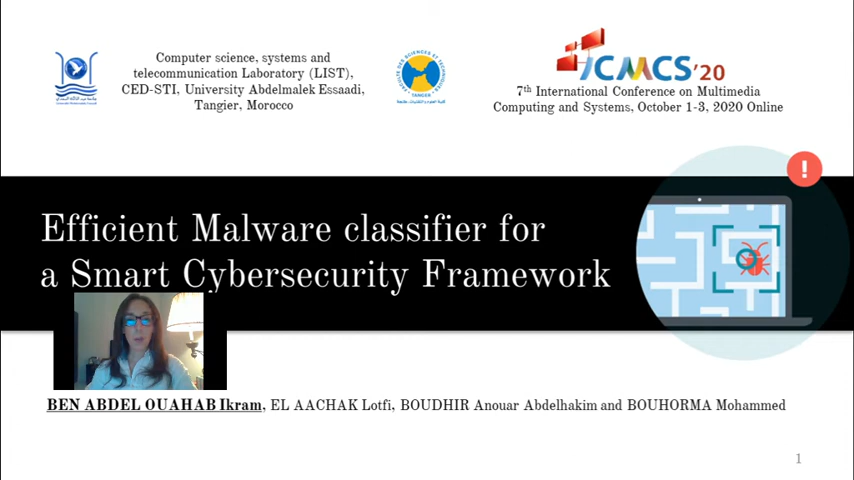 Computer science, systems and
telecommunication Laboratory (LIST),
CED-STI, University Abdelmalek Essaadi,
Tangier, Morocco
CMCS'20
7th International Conference on Multimedia
Computing and Systems, October 1-3, 2020 Online
!
Efficient Malware classifier for
a Smart Cybersecurity Framework
BEN ABDEL OUAHAB Ikram, EL AACHAK Lotfi, BOUDHIR Anouar Abdelhakim and BOUHORMA Mohammed
1